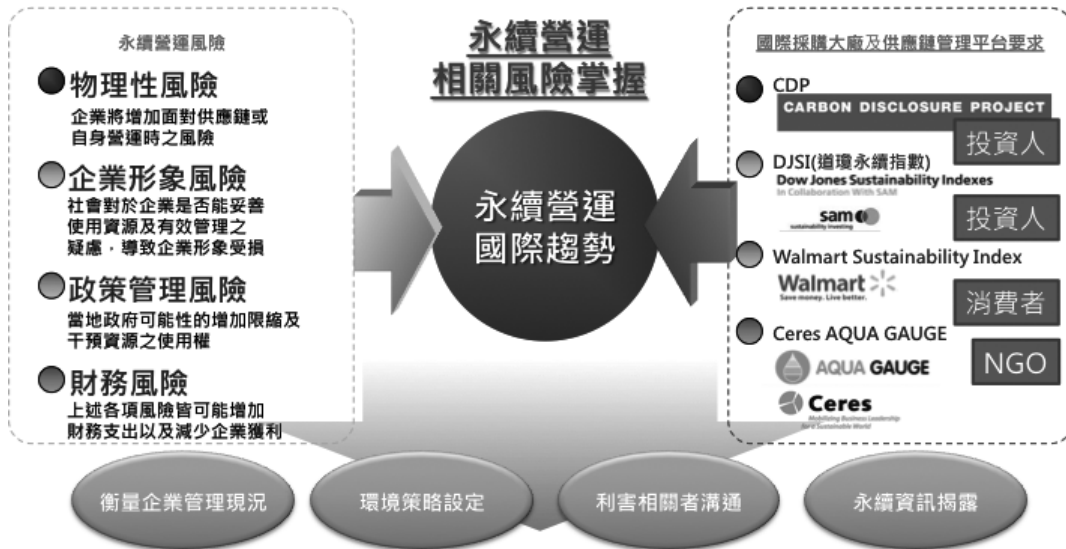 永續營運風險
物理性風險
企業將增加面對供應鏈或
自身營運時之風險
企業形象風險
社會對於企業是否能妥善
使用資源及有效管理之
疑慮，導致企業形象受損
政策管理風險
當地政府可能性的增加限縮及
干預資源之使用權
財務風險
上述各項風險皆可能增加
財務支出以及減少企業獲利
永續營運
相關風險掌握
永續營運
國際趨勢
國際採購大廠及供應鏈管理平台要求
CDP
CARBON DISCLOSURE PROJECT
投資人
DJSI(道瓊永續指數)
Dow Jones Sustainability Indexes
In Collaboration With SAM
sam
sustainability investing
投資人
Walmart Sustainability Index
Walmart
Save money. Live better.
消費者
Ceres AQUA GAUGE
AQUA GAUGE
NGO
Ceres
Mobilizing Business Leadership
for a Sustainable World
衡量企業管理現況
環境策略設定
利害相關者溝通
永續資訊揭露